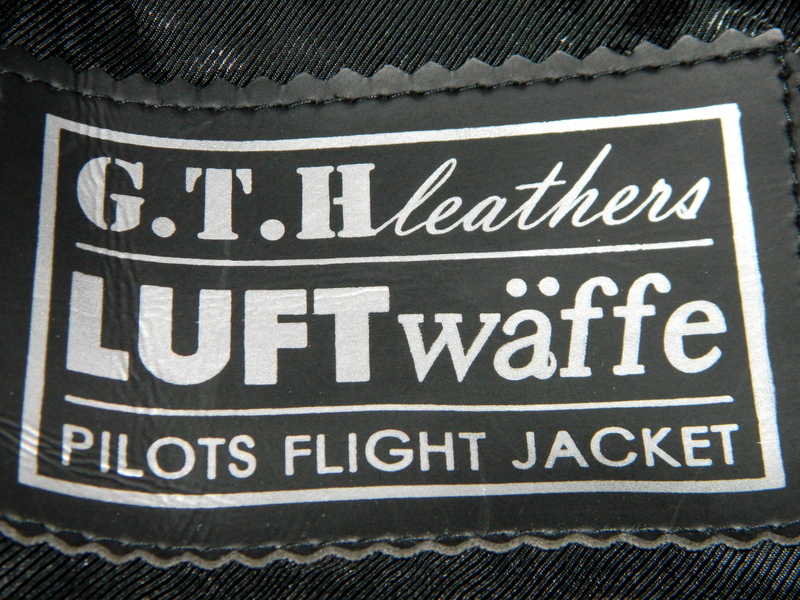 G.T.H leathers
LUFTwäffe
PILOTS FLIGHT JACKET